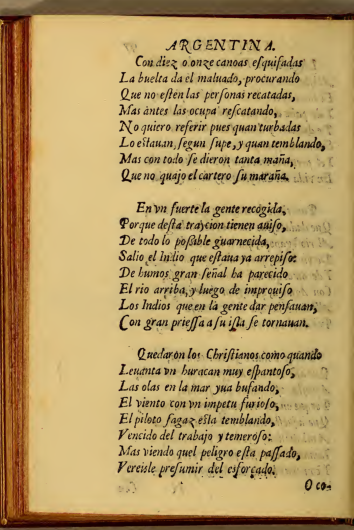 ARGENTINA.
Con diez o onze canoas esquifadas
La buelta da el maluado, procurando
Que no esten las personas recatadas,
Mas àntes las ocupa rescatando,
No quiero referir pues quan turbadas
Lo estauan, segun supe, y quan temblando,
Mas con todo se dieron tanta maña,
Que no quajo el cartero su maraña.
En vn fuerte la gente recogida,
Porque desta traycion tienen auiso,
De todo lo posible guarnecida,
Salio el Indio que estaua ya arrepiso:
De humos gran señal ha parecido
El rio arriba, y luego de improuiso
Los Indios que en la gente dar pensauan,
Con gran priessa a su isla se tornauan.
Quedaron los Christianos como quando
Leuanta vn huracan muy espantoso,
Las olas en la mar yua bufando,
El viento con vn impetu furioso,
El piloto sagaz esta temblando,
Vencido del trabajo y temeroso:
Mas viendo quel peligro esta passado,
Vereisle presumir del esforçado.
O co-